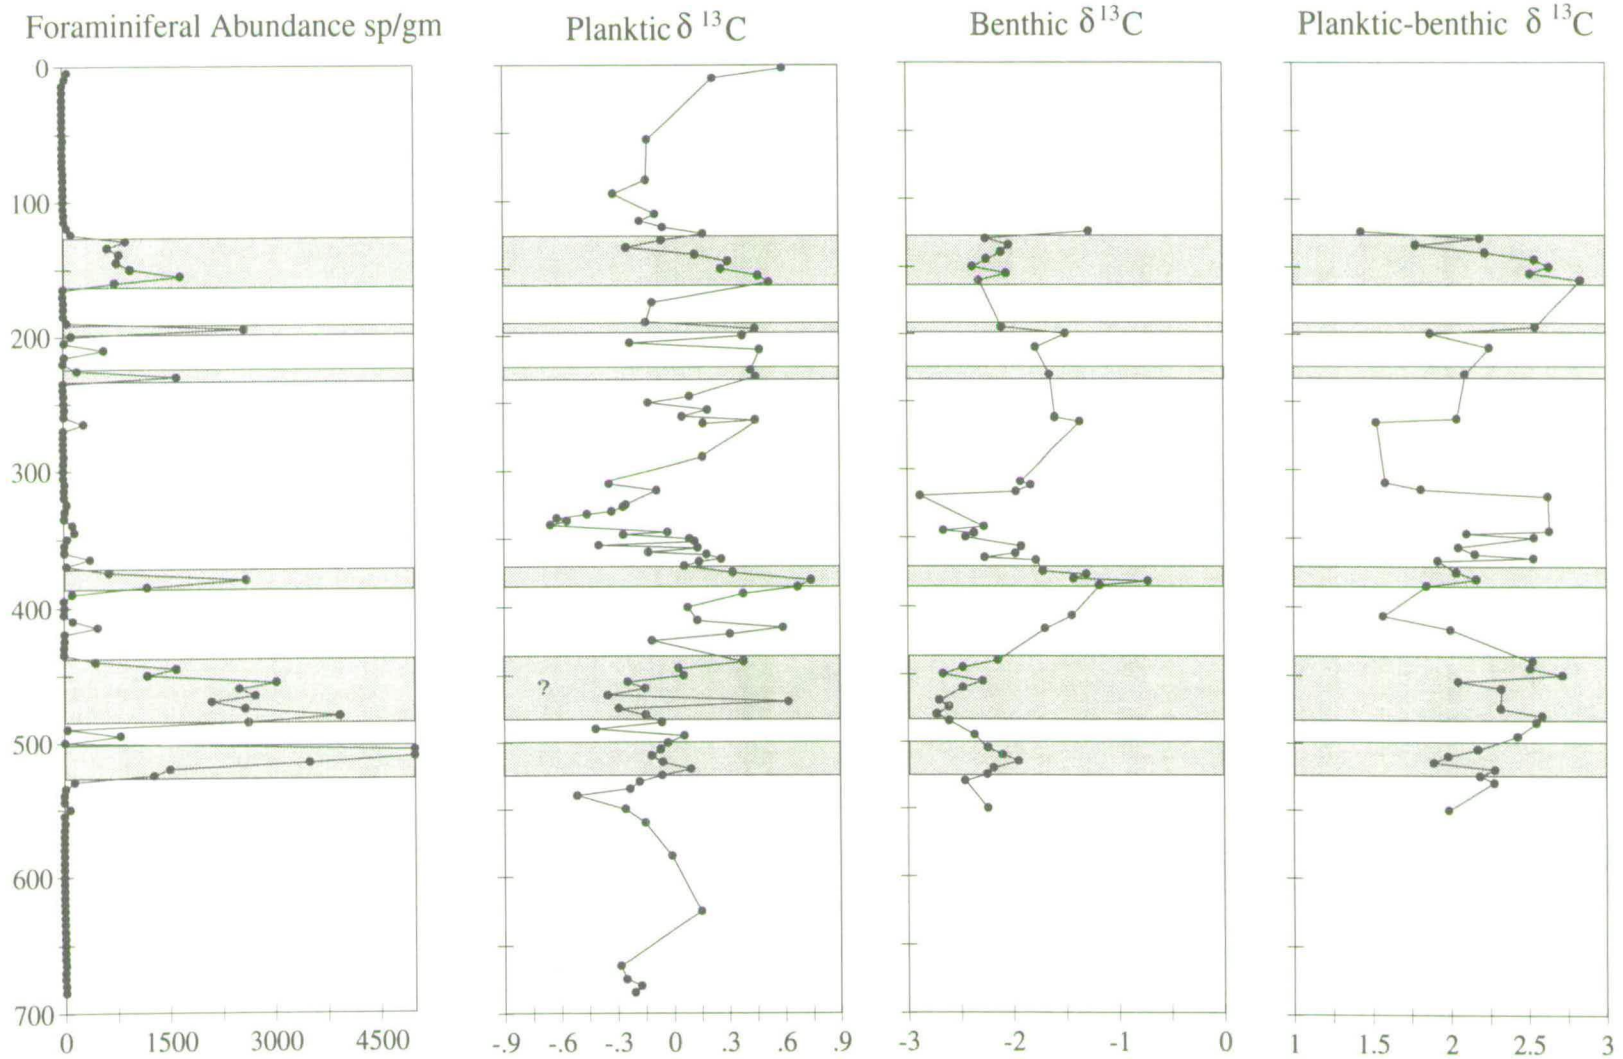 Foraminiferal Abundance sp/gm
Planktic δ ¹³C
Benthic δ ¹³C
Planktic-benthic δ ¹³C
0
100
200
300
400
500
600
700
?
0 1500 3000 4500
-.9 -.6 -.3 0 .3 .6 .9
-3 -2 -1 0
1 1.5 2 2.5 3